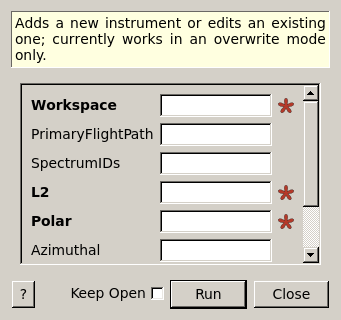 Adds a new instrument or edits an existing
one; currently works in an overwrite mode
only.
Workspace
PrimaryFlightPath
SpectrumIDs
L2
Polar
Azimuthal
? Keep Open Run Close